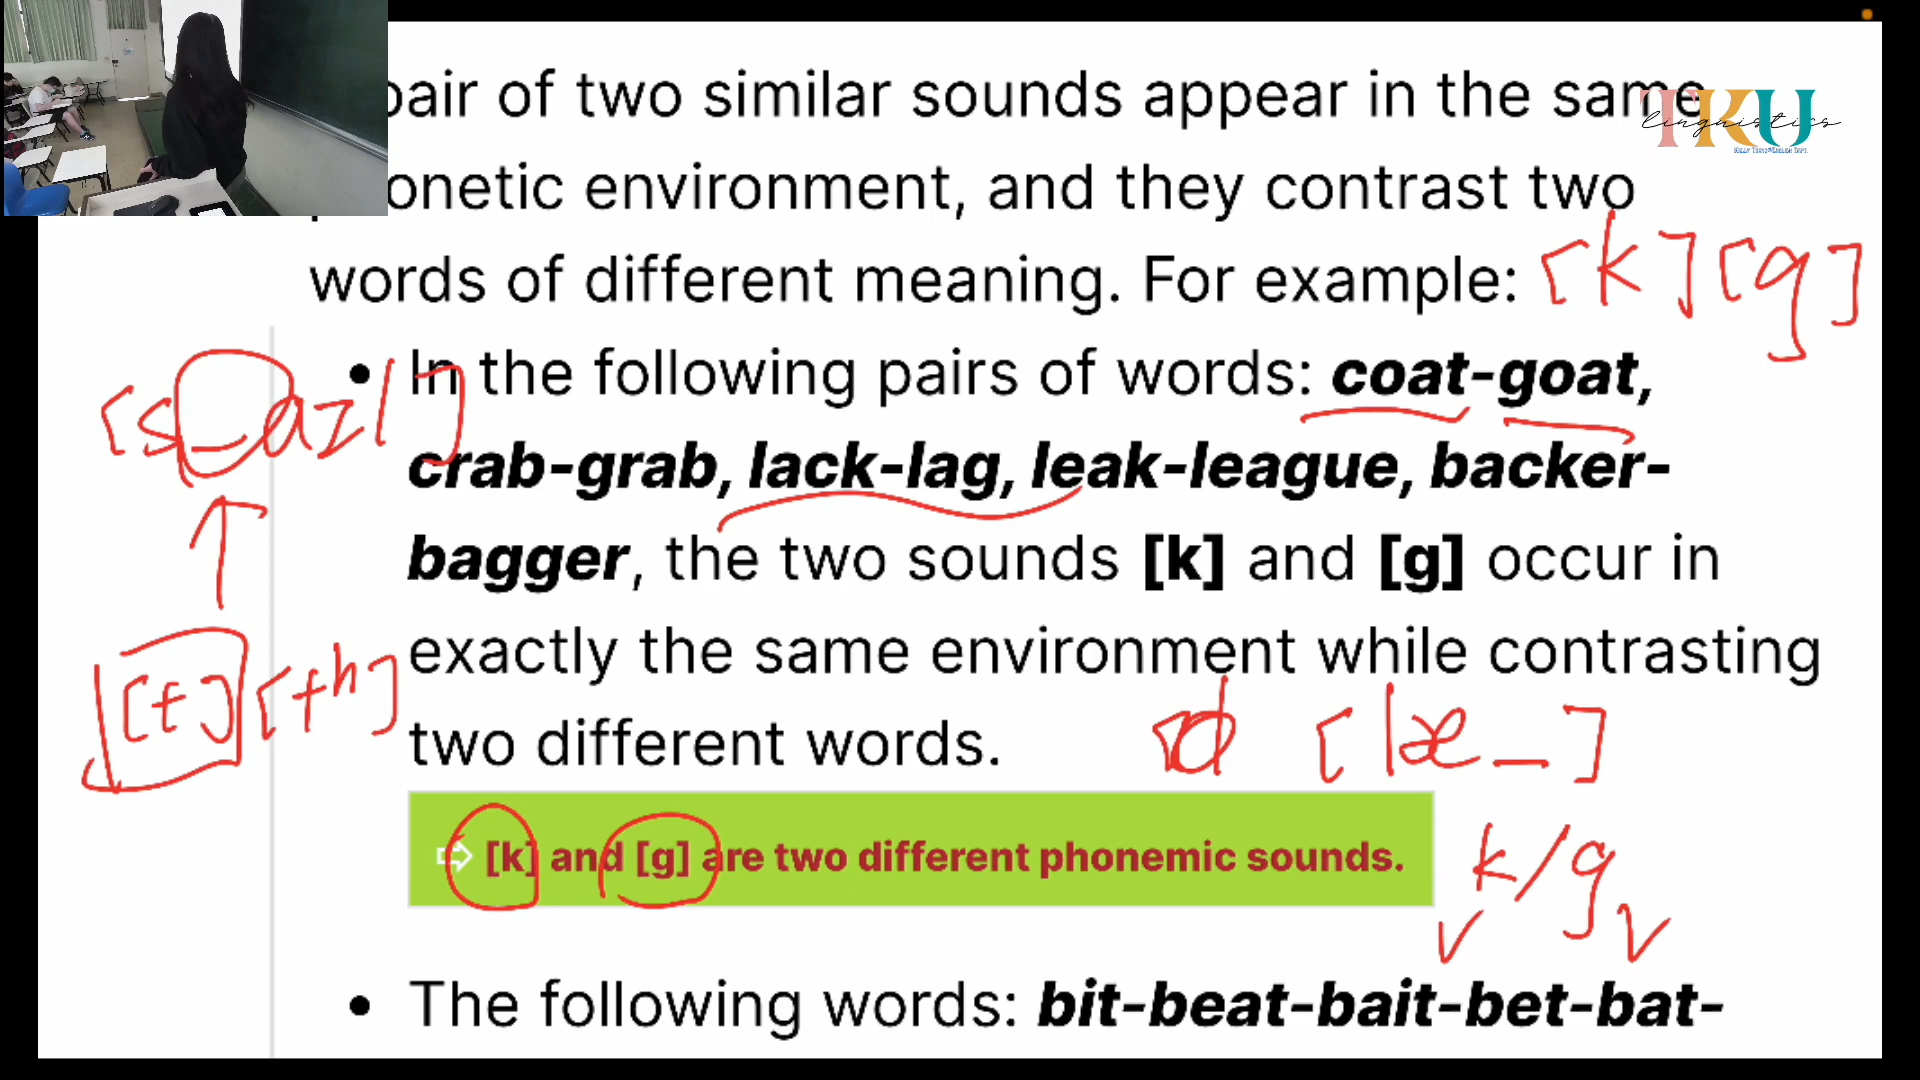 pair of two similar sounds appear in the same
TKU
linguistics
onetic environment, and they contrast two
words of different meaning. For example: [k] [g]
• In the following pairs of words: coat-goat,
[s_aɪl]
crab-grab, lack-lag, leak-league, backer-
bagger, the two sounds [k] and [g] occur in
exactly the same environment while contrasting
[t] [tʰ]
two different words.
[læ_]
⇨ [k] and [g] are two different phonemic sounds.
k/g
• The following words: bit-beat-bait-bet-bat-